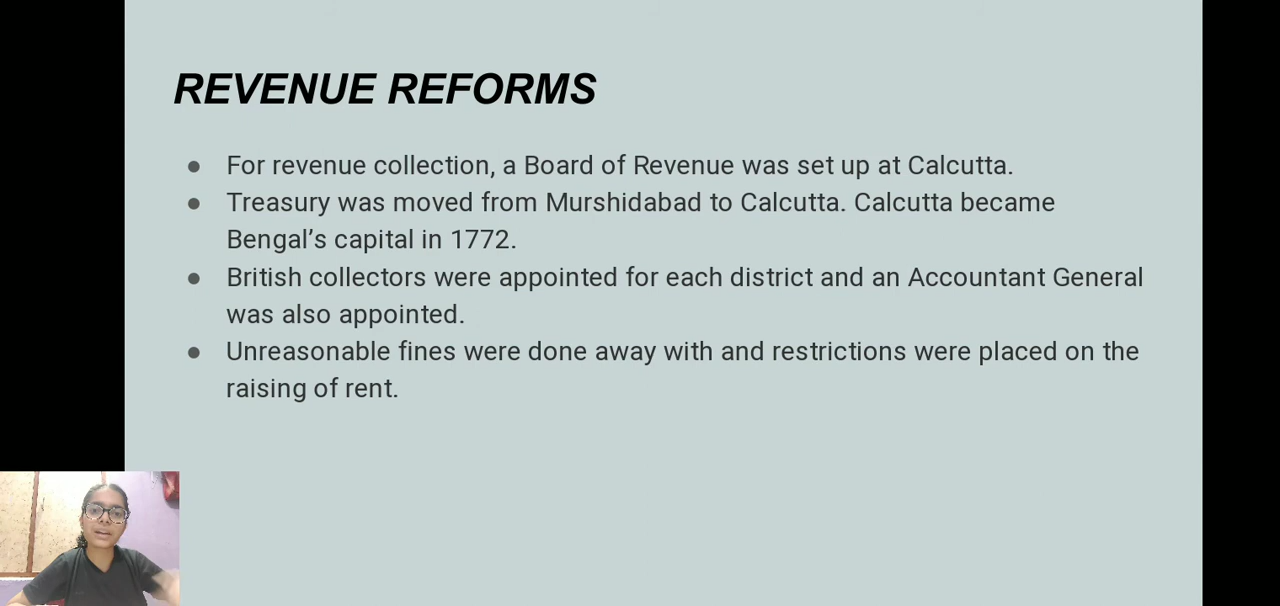 REVENUE REFORMS
● For revenue collection, a Board of Revenue was set up at Calcutta.
● Treasury was moved from Murshidabad to Calcutta. Calcutta became
Bengal’s capital in 1772.
● British collectors were appointed for each district and an Accountant General
was also appointed.
● Unreasonable fines were done away with and restrictions were placed on the
raising of rent.